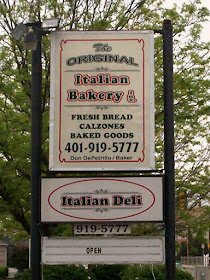 The
ORIGINAL
Italian
Bakery
FRESH BREAD
CALZONES
BAKED GOODS
401-919-5777
Don DePetrillo / Baker
Italian Deli
919-5777
OPEN